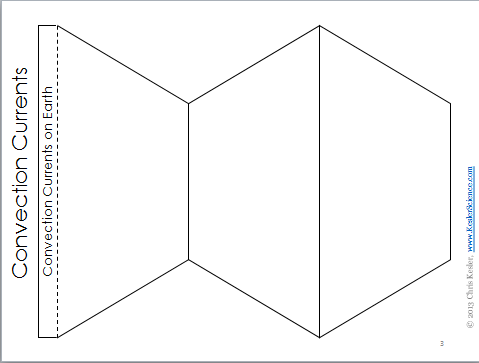 Convection Currents
Convection Currents on Earth
© 2013 Chris Kesler, www.KeslerScience.com
3